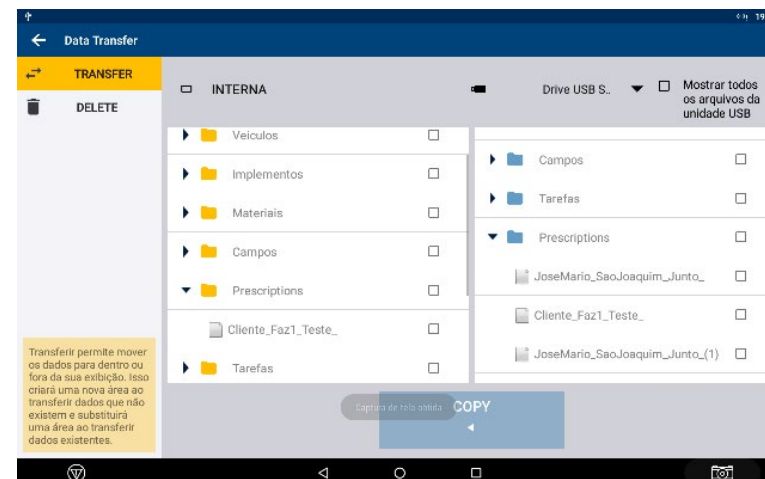 19
Data Transfer
TRANSFER
DELETE
INTERNA
Drive USB S..
Mostrar todos
os arquivos da
unidade USB
Veiculos
Implementos
Materiais
Campos
Prescriptions
Cliente_Faz1_Teste_
Tarefas
Campos
Tarefas
Prescriptions
JoseMario_SaoJoaquim_Junto_
Cliente_Faz1_Teste_
JoseMario_SaoJoaquim_Junto_(1)
Transferir permite mover
os dados para dentro ou
fora da sua exibição. Isso
criará uma nova área ao
transferir dados que não
existem e substituirá
uma área ao transferir
dados existentes.
Captura de tela obtida
COPY